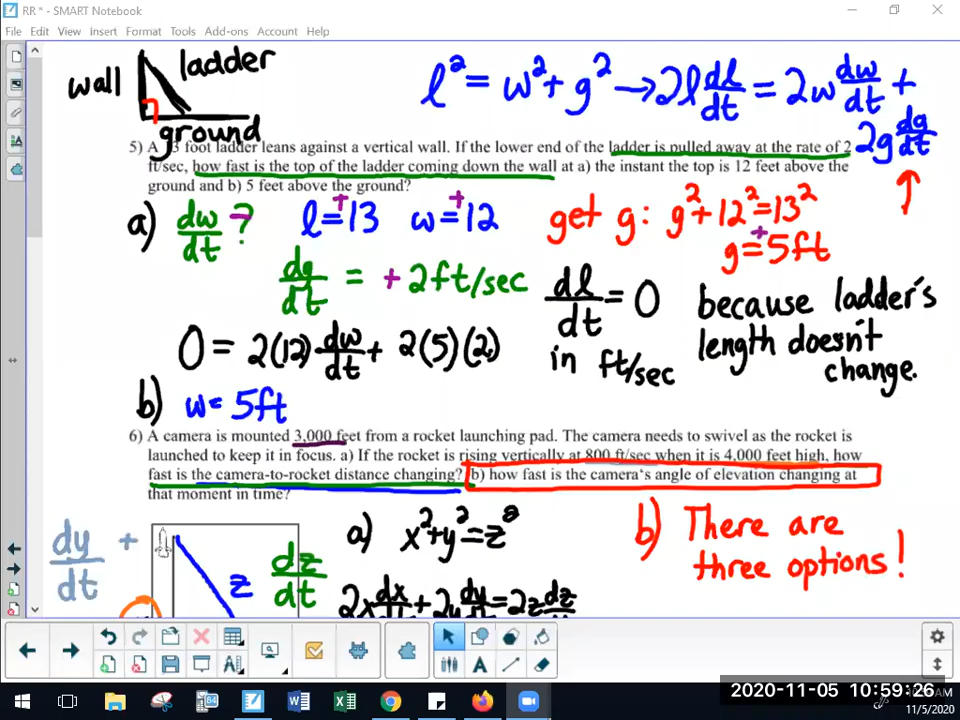 RR * - SMART Notebook
File Edit View Insert Format Tools Add-ons Account Help
wall
ladder
ground
l² = w² + g² → 2l dl/dt = 2w dw/dt +
2g dg/dt
5) A 13 foot ladder leans against a vertical wall. If the lower end of the ladder is pulled away at the rate of 2
ft/sec, how fast is the top of the ladder coming down the wall at a) the instant the top is 12 feet above the
ground and b) 5 feet above the ground?
a) dw/dt - ? l = + 13 w = + 12
get g: g² + 12² = 13²
g = + 5ft
dg/dt = +2ft/sec
dl/dt = 0
in ft/sec
because ladder's
length doesn't
change.
0 = 2(12) dw/dt + 2(5)(2)
b) w = 5ft
6) A camera is mounted 3,000 feet from a rocket launching pad. The camera needs to swivel as the rocket is
launched to keep it in focus. a) If the rocket is rising vertically at 800 ft/sec when it is 4,000 feet high, how
fast is the camera-to-rocket distance changing? b) how fast is the camera's angle of elevation changing at
that moment in time?
dy/dt +
z dz/dt
a) x² + y² = z²
2x dx/dt + 2y dy/dt = 2z dz/dt
b) There are
three options!
2020-11-05 10:59:26
11/5/2020